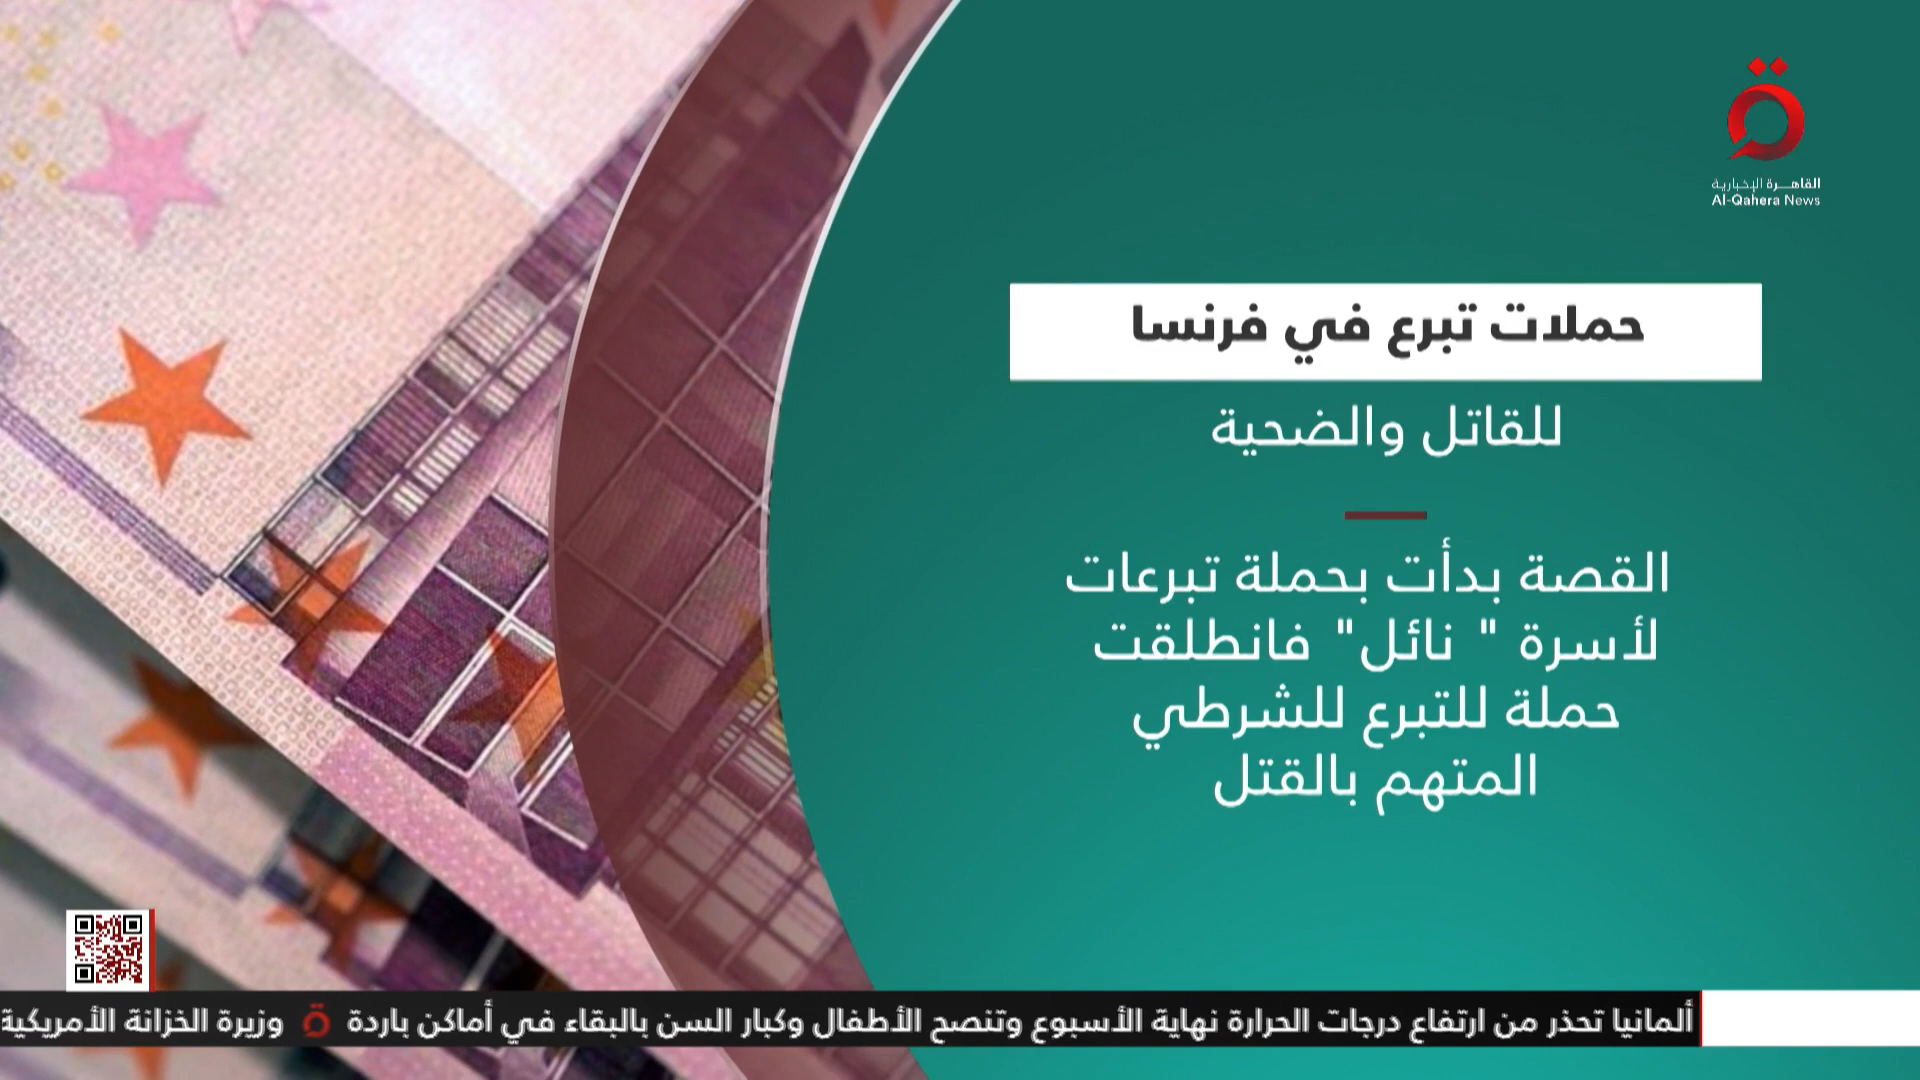 القاهـرة الإخبارية
Al-Qahera News
حملات تبرع في فرنسا
للقاتل والضحية
القصة بدأت بحملة تبرعات
لأسرة " نائل" فانطلقت
حملة للتبرع للشرطي
المتهم بالقتل
ألمانيا تحذر من ارتفاع درجات الحرارة نهاية الأسبوع وتنصح الأطفال وكبار السن بالبقاء في أماكن باردة وزيرة الخزانة الأمريكية